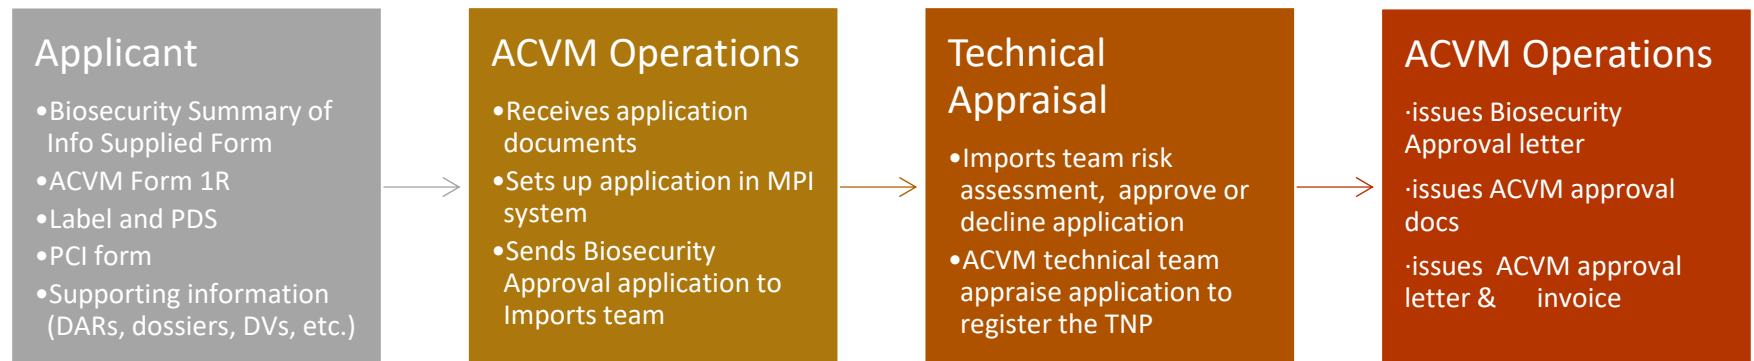 Applicant
•Biosecurity Summary of
Info Supplied Form
•ACVM Form 1R
•Label and PDS
•PCI form
•Supporting information
(DARs, dossiers, DVs, etc.)
ACVM Operations
•Receives application
documents
•Sets up application in MPI
system
•Sends Biosecurity
Approval application to
Imports team
Technical
Appraisal
•Imports team risk
assessment,  approve or
decline application
•ACVM technical team
appraise application to
register the TNP
ACVM Operations
·issues Biosecurity
Approval letter
·issues ACVM approval
docs
·issues  ACVM approval
letter &     invoice